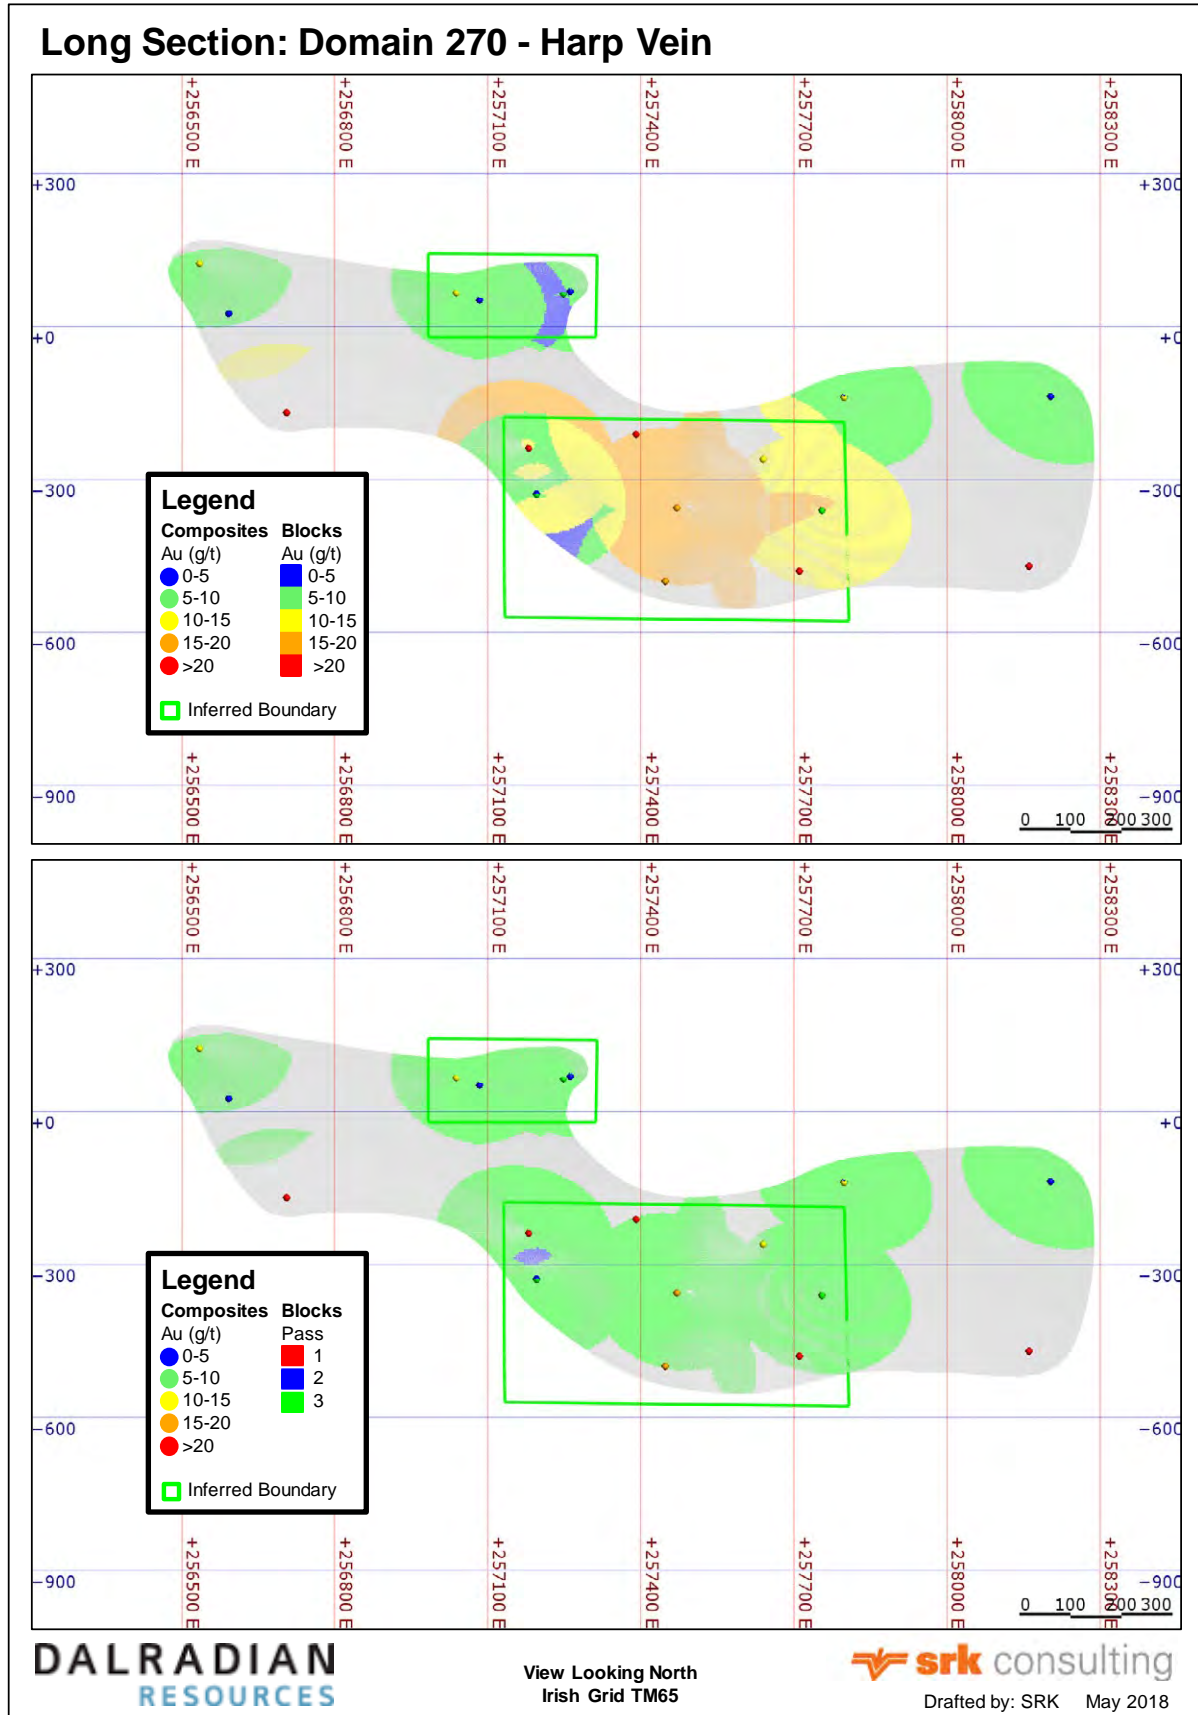 Long Section: Domain 270 - Harp Vein
+256500 E
+256800 E
+257100 E
+257400 E
+257700 E
+258000 E
+258300 E
+300 +300
+0 +0
-300 -300
-600 -600
-900 -900
Legend
Composites Blocks
Au (g/t) Au (g/t)
0-5 0-5
5-10 5-10
10-15 10-15
15-20 15-20
>20 >20
Inferred Boundary
+256500 E
+256800 E
+257100 E
+257400 E
+257700 E
+258000 E
+258300 E
0 100 200 300
+256500 E
+256800 E
+257100 E
+257400 E
+257700 E
+258000 E
+258300 E
+300 +300
+0 +0
-300 -300
-600 -600
-900 -900
Legend
Composites Blocks
Au (g/t) Pass
0-5 1
5-10 2
10-15 3
15-20
>20
Inferred Boundary
+256500 E
+256800 E
+257100 E
+257400 E
+257700 E
+258000 E
+258300 E
0 100 200 300
DALRADIAN
RESOURCES
View Looking North
Irish Grid TM65
srk consulting
Drafted by: SRK May 2018